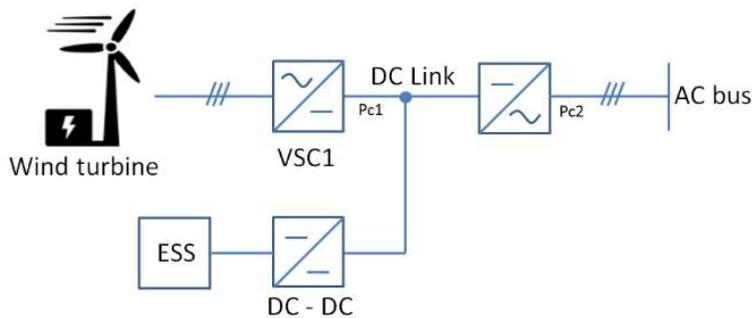 DC Link
Pc1
Pc2
AC bus
VSC1
Wind turbine
ESS
DC - DC